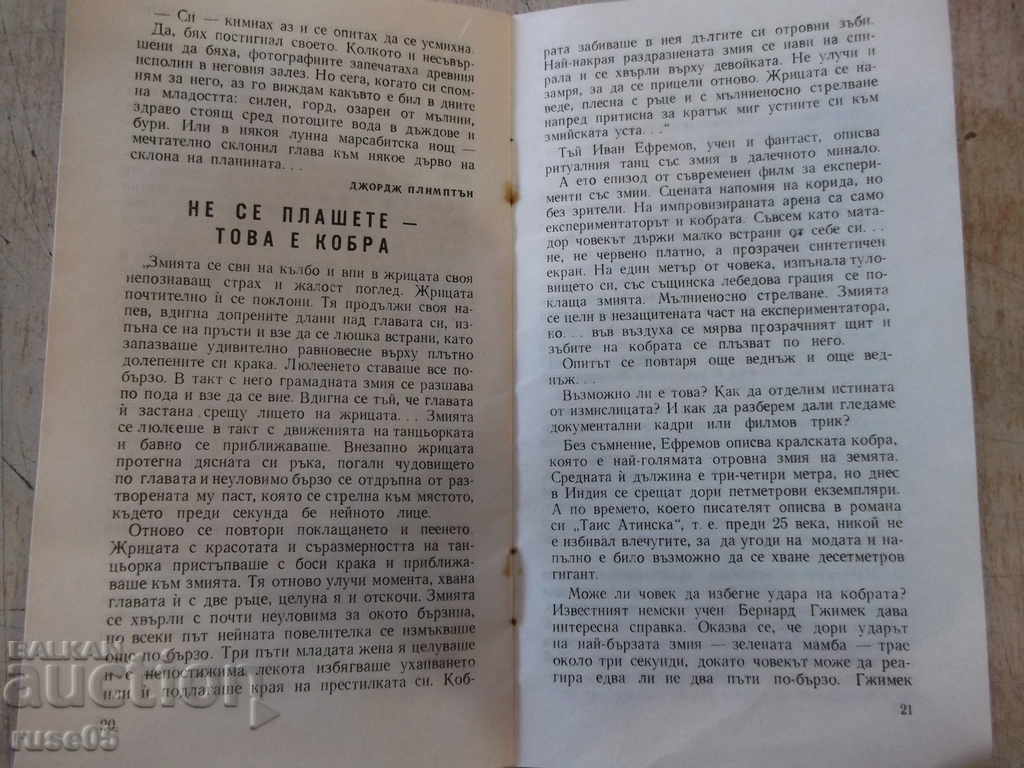 — Си — кимнах аз и се опитах да се усмихна.
Да, бях постигнал своето. Колкото и несъвър-
шени да бяха, фотографиите запечатаха древния
исполин в неговия залез. Но сега, когато си спом-
ням за него, аз го виждам какъвто е бил в дните
на младостта: силен, горд, озарен от мълнии,
здраво стоящ сред потоците вода в дъждове и
бури. Или в някоя лунна марсабитска нощ —
мечтателно склонил глава към някое дърво на
склона на планината. . .
ДЖОРДЖ ПЛИМПТЪН
НЕ СЕ ПЛАШЕТЕ —
ТОВА Е КОБРА
„Змията се сви на кълбо и впи в жрицата своя
непознаващ страх и жалост поглед. Жрицата
почтително ѝ се поклони. Тя продължи своя на-
пев, вдигна допрените длани над главата си, из-
пъна се на пръсти и взе да се люшка встрани, като
запазваше удивително равновесие върху плътно
долепените си крака. Люлеенето ставаше все по-
бързо. В такт с него грамадната змия се разшава
по пода и взе да се вие. Вдигна се тъй, че главата
ѝ застана срещу лицето на жрицата. . . Змията
се люлееше в такт с движенията на танцьорката
и бавно се приближаваше. Внезапно жрицата
протегна дясната си ръка, погали чудовището
по главата и неуловимо бързо се отдръпна от раз-
творената му паст, която се стрелна към мястото,
където преди секунда бе нейното лице.
Отново се повтори поклащането и пеенето.
Жрицата с красотата и съразмерността на тан-
цьорка пристъпваше с боси крака и приближа-
ваше към змията. Тя отново улучи момента, хвана
главата ѝ с две ръце, целуна я и отскочи. Змията
се хвърли с почти неуловима за окото бързина,
но всеки път нейната повелителка се измъкваше
още по-бързо. Три пъти младата жена я целуваше
и с непостижима лекота избягваше ухапването
или ѝ подлагаше края на престилката си. Коб-
20
рата забиваше в нея дългите си отровни зъби.
Най-накрая раздразнената змия се нави на спи-
рала и се хвърли върху девойката. Не улучи и
замря, за да се прицели отново. Жрицата се на-
веде, плесна с ръце и с мълниеносно стрелване
напред притисна за кратък миг устните си към
змийската уста. . .“
Тъй Иван Ефремов, учен и фантаст, описва
ритуалния танц със змия в далечното минало.
А ето епизод от съвременен филм за експери-
менти със змии. Сцената напомня на корида, но
без зрители. На импровизираната арена са само
експериментаторът и кобрата. Съвсем като мата-
дор човекът държи малко встрани от себе си. . .
не, не червено платно, а прозрачен синтетичен
екран. На един метър от човека, изпънала туло-
вището си, със същинска лебедова грация се по-
клаща змията. Мълниеносно стрелване. Змията
се цели в незащитената част на експериментатора,
но. . . във въздуха се мярва прозрачният щит и
зъбите на кобрата се плъзват по него.
Опитът се повтаря още веднъж и още вед-
нъж. . .
Възможно ли е това? Как да отделим истината
от измислицата? И как да разберем дали гледаме
документални кадри или филмов трик?
Без съмнение, Ефремов описва кралската кобра,
която е най-голямата отровна змия на земята.
Средната ѝ дължина е три-четири метра, но днес
в Индия се срещат дори петметрови екземпляри.
А по времето, което писателят описва в романа
си „Таис Атинска“, т. е. преди 25 века, никой не
е избивал влечугите, за да угоди на модата и на-
пълно е било възможно да се хване десетметров
гигант.
Може ли човек да избегне удара на кобрата?
Известният немски учен Бернард Гжимек дава
интересна справка. Оказва се, че дори ударът
на най-бързата змия — зелената мамба — трае
около три секунди, докато човекът може да реа-
гира едва ли не два пъти по-бързо. Гжимек
21
БАЛКАН
auction
ruse05